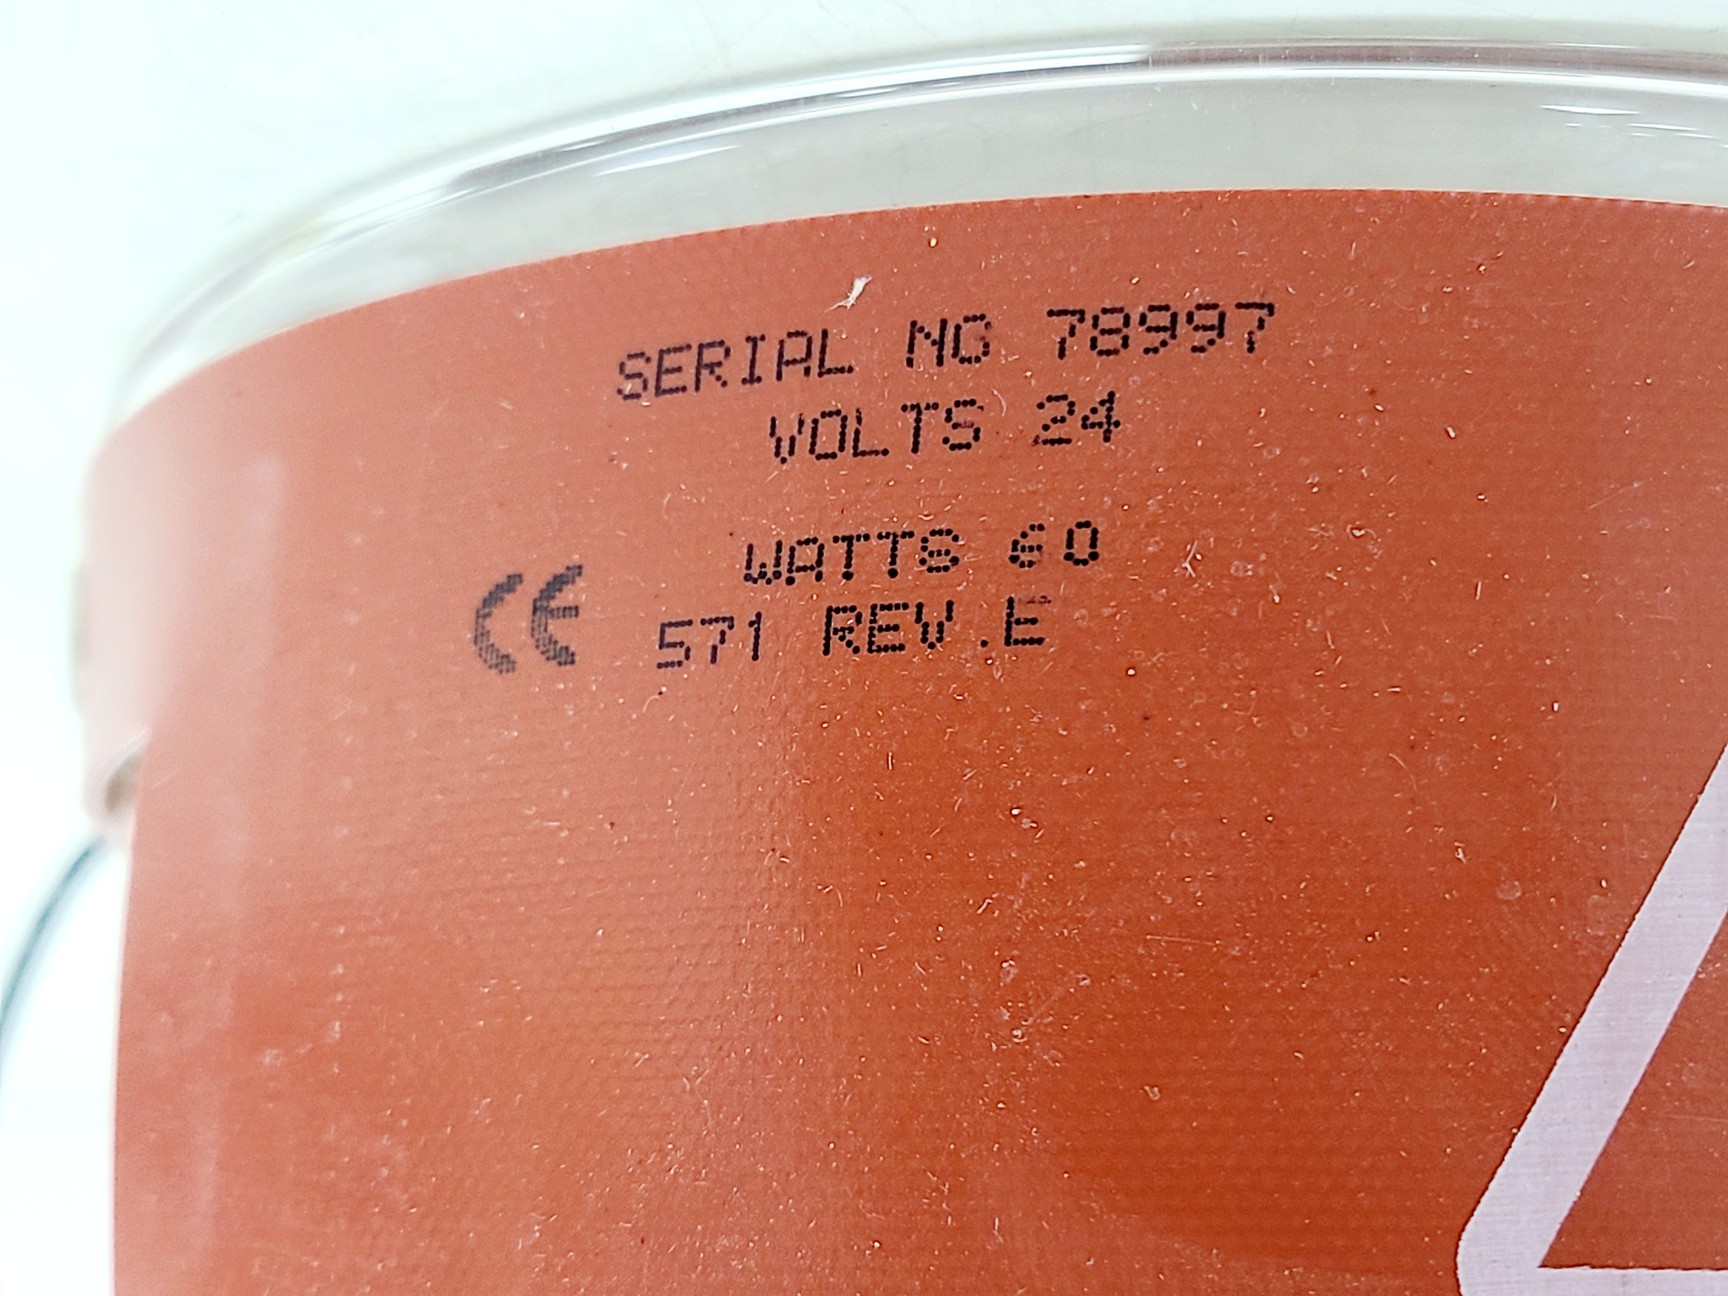 SERIAL NO 78997
VOLTS 24
WATTS 60
CE 571 REV.E